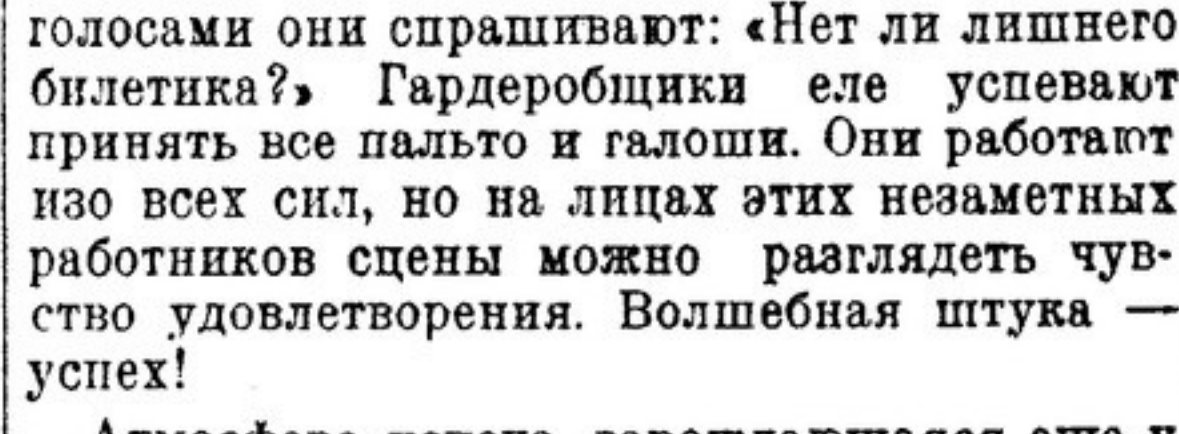 голосами они спрашивают: «Нет ли лишнего
билетика?» Гардеробщики еле успевают
принять все пальто и галоши. Они работают
изо всех сил, но на лицах этих незаметных
работников сцены можно разглядеть чув-
ство удовлетворения. Волшебная штука —
успех!